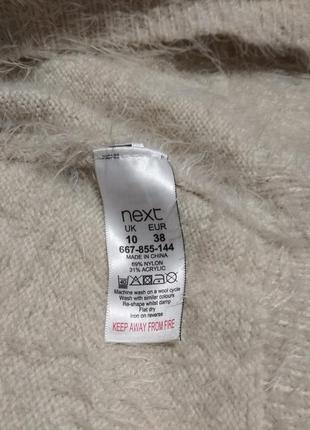 next
UK EUR
10 38
667-855-144
MADE IN CHINA
69% NYLON
31% ACRYLIC
40
Machine wash on a wool cycle
Wash with similar colours
Re-shape whilst damp
Flat dry
Iron on reverse
KEEP AWAY FROM FIRE